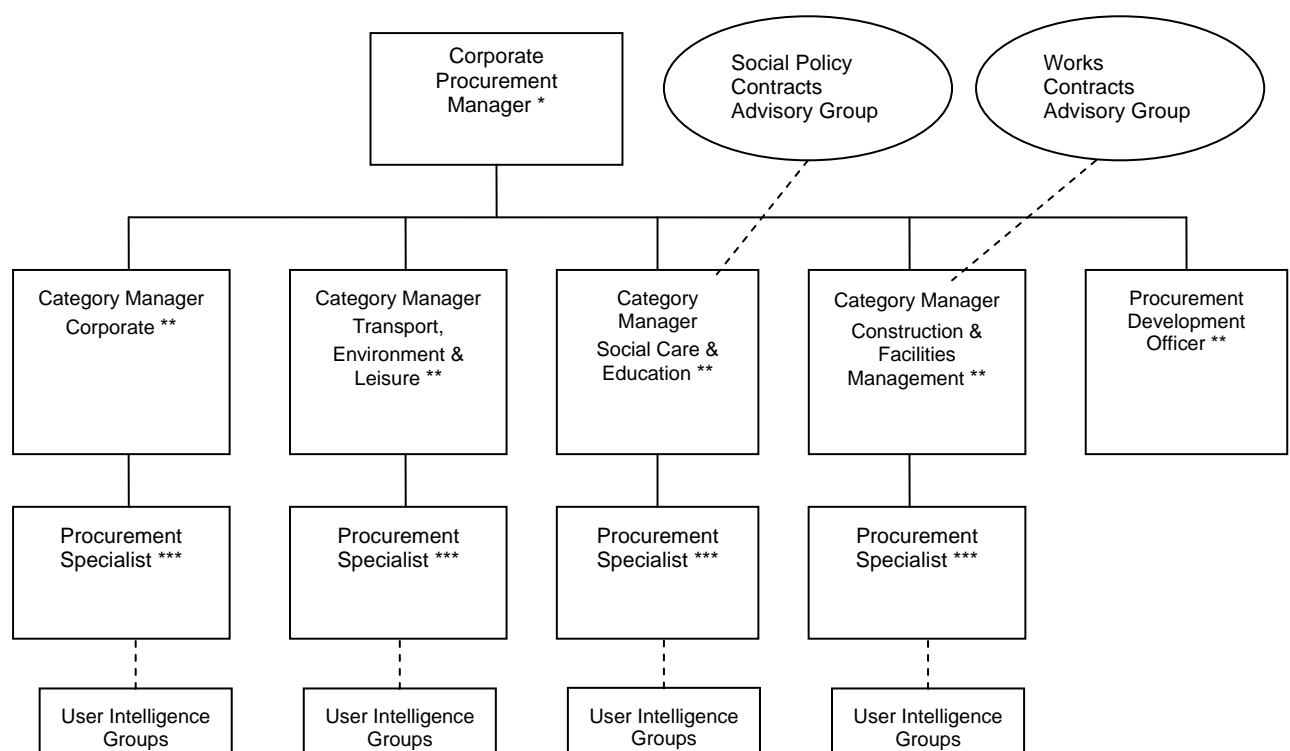 Corporate
Procurement
Manager *
Social Policy
Contracts
Advisory Group
Works
Contracts
Advisory Group
Category Manager
Corporate **
Category Manager
Transport,
Environment &
Leisure **
Category
Manager
Social Care &
Education **
Category Manager
Construction &
Facilities
Management **
Procurement
Development
Officer **
Procurement
Specialist ***
Procurement
Specialist ***
Procurement
Specialist ***
Procurement
Specialist ***
User Intelligence
Groups
User Intelligence
Groups
User Intelligence
Groups
User Intelligence
Groups